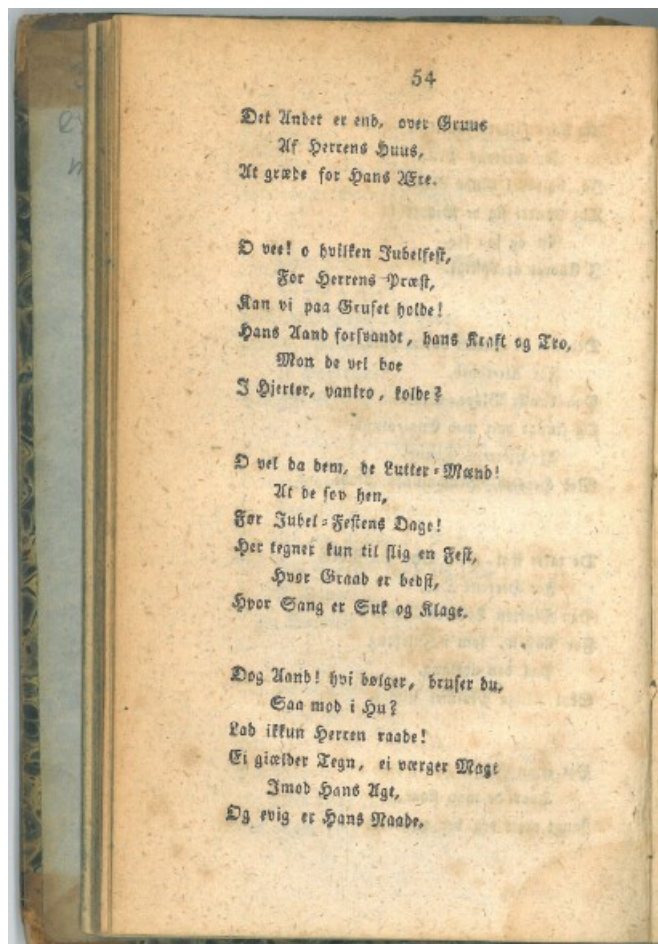 54
Det Andet er end, over Gruus
Af Herrens Huus,
At græde for Hans Ære.
O vee! o hvilken Jubelfest,
For Herrens Præst,
Kan vi paa Gruset holde!
Hans Aand forsvandt, hans Kraft og Tro,
Mon de vel boe
I Hjerter, vantro, kolde?
O vel da dem, de Lutter-Mænd!
At de sov hen,
Før Jubel-Festens Dage!
Her tegner kun til slig en Fest,
Hvor Graad er bedst,
Hvor Sang er Suk og Klage.
Dog Aand! hvi bølger, bruser du,
Saa mod i Hu?
Lad ikkun Herren raade!
Ei giælder Tegn, ei værger Magt
Imod Hans Agt,
Og evig er Hans Naade.